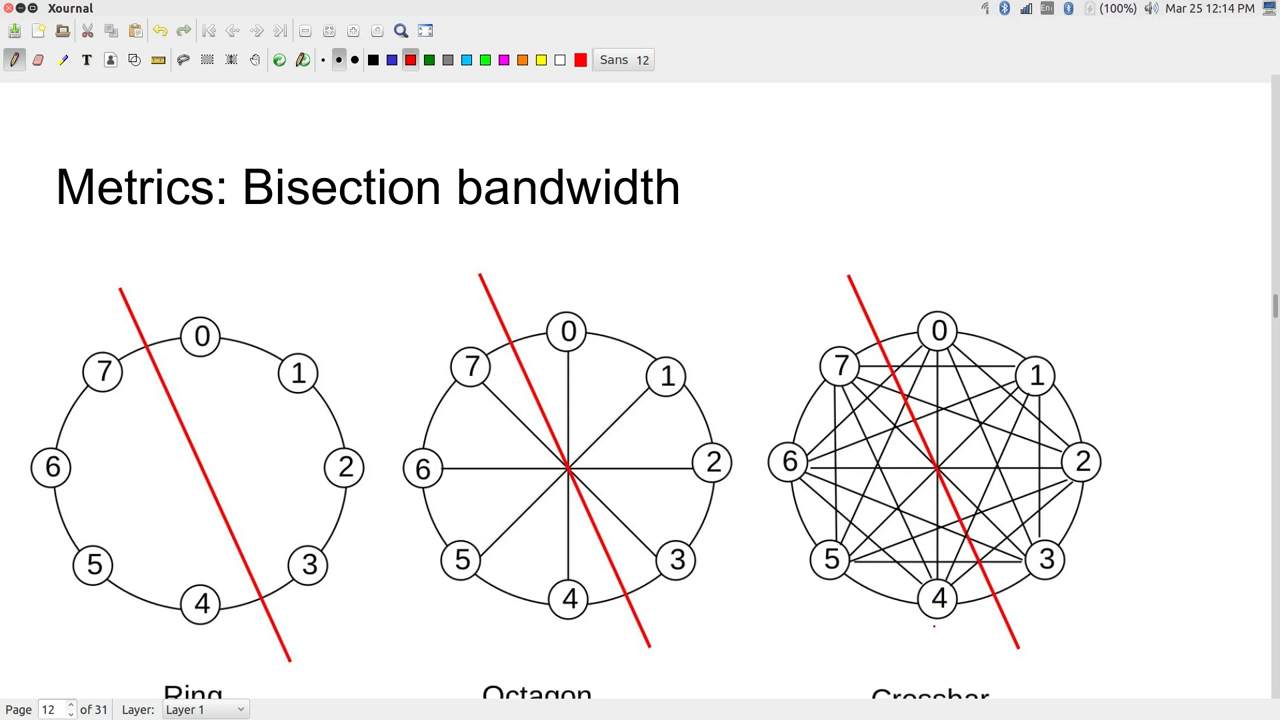 Xournal
En₁
(100%)
Mar 25 12:14 PM
T
Sans 12
Metrics: Bisection bandwidth
0 1 2 3 4 5 6 7
0 1 2 3 4 5 6 7
0 1 2 3 4 5 6 7
Ring
Octagon
Crossbar
Page 12 of 31 Layer: Layer 1